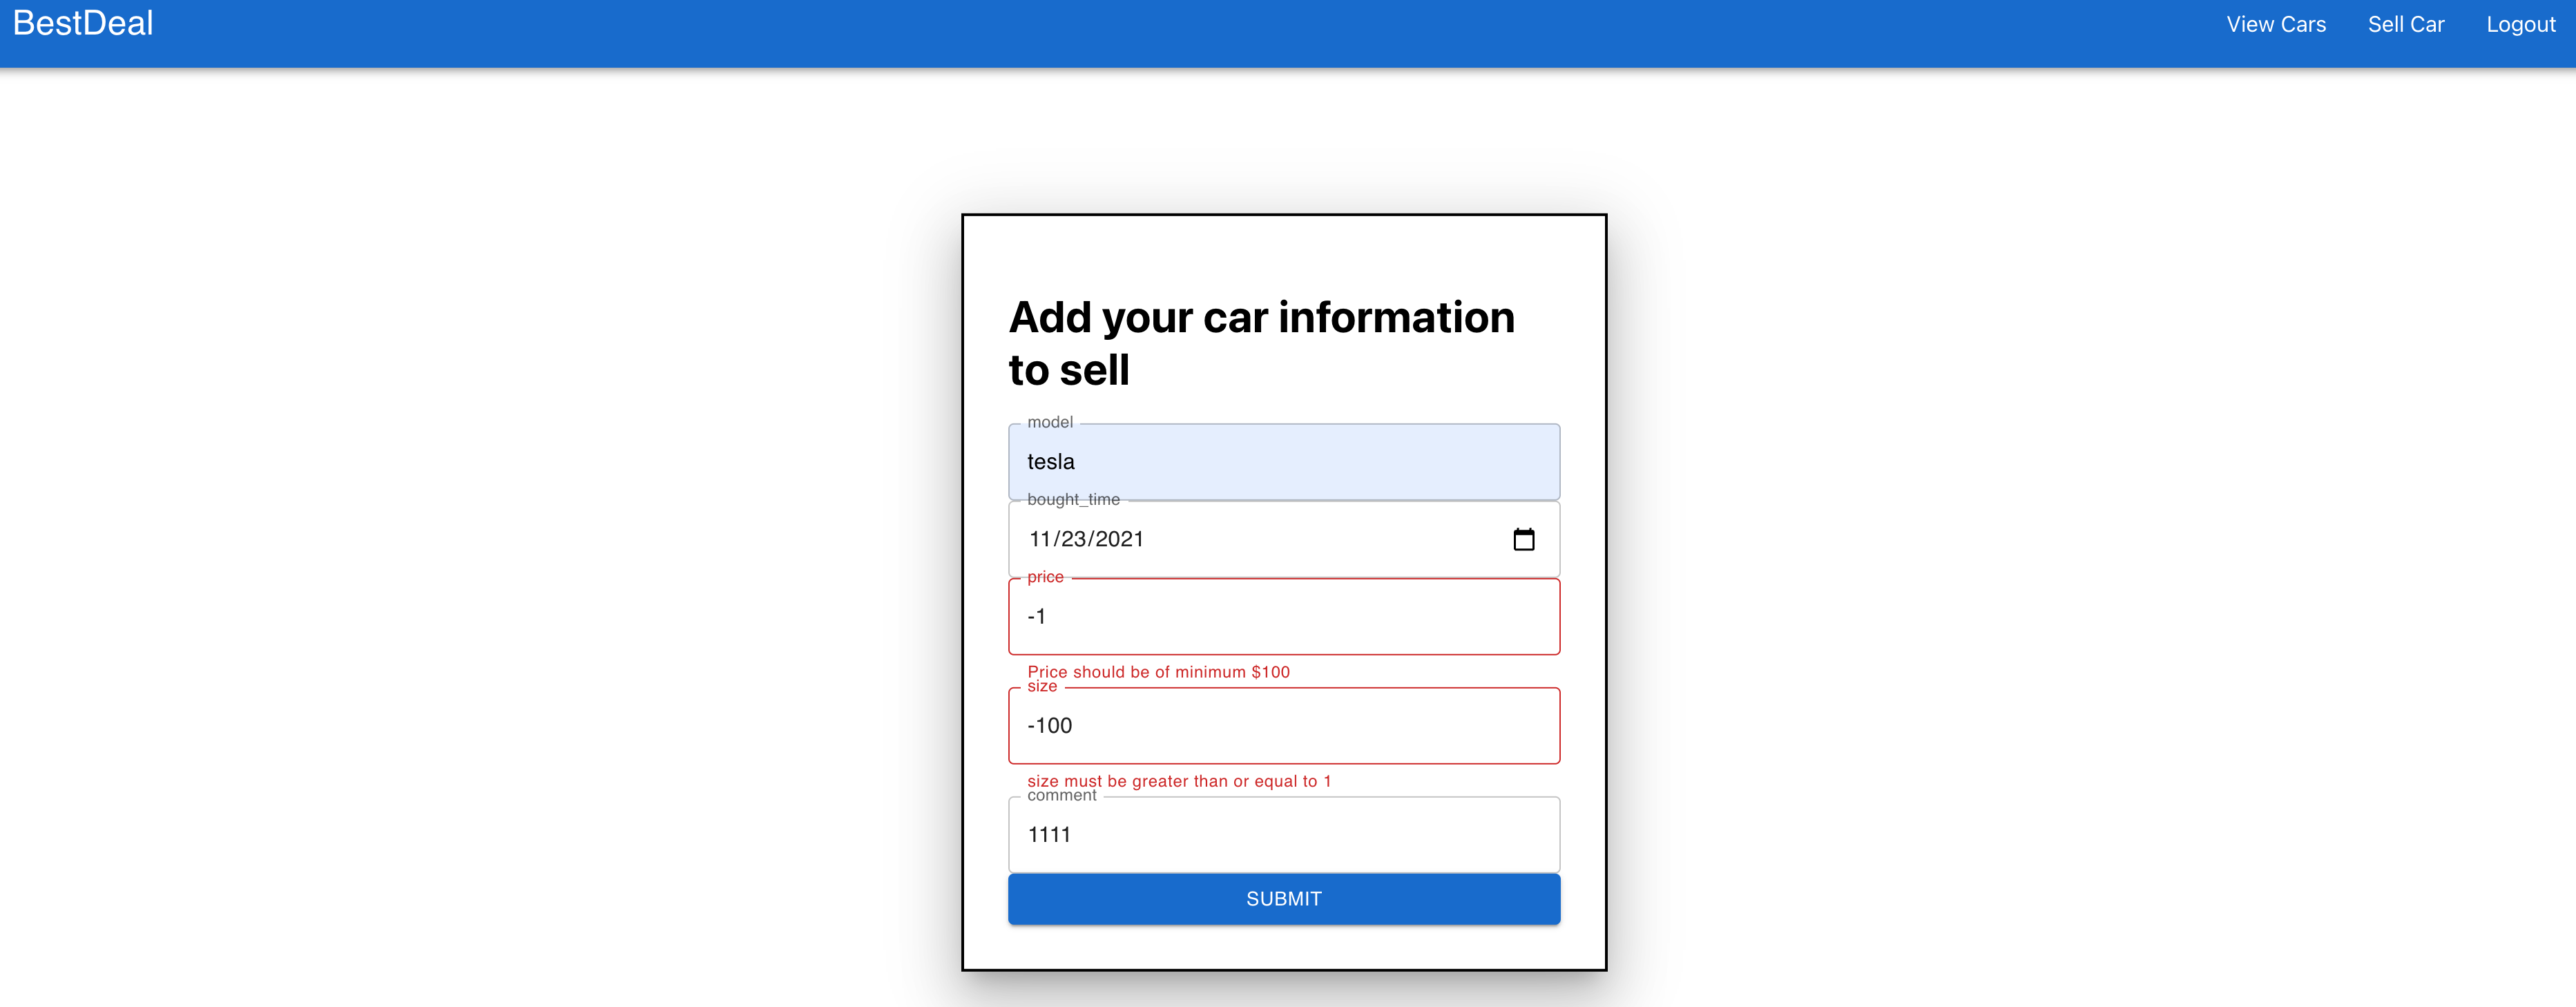 BestDeal
View Cars
Sell Car
Logout
Add your car information
to sell
model
tesla
bought_time
11/23/2021
price
-1
Price should be of minimum $100
size
-100
size must be greater than or equal to 1
comment
1111
SUBMIT